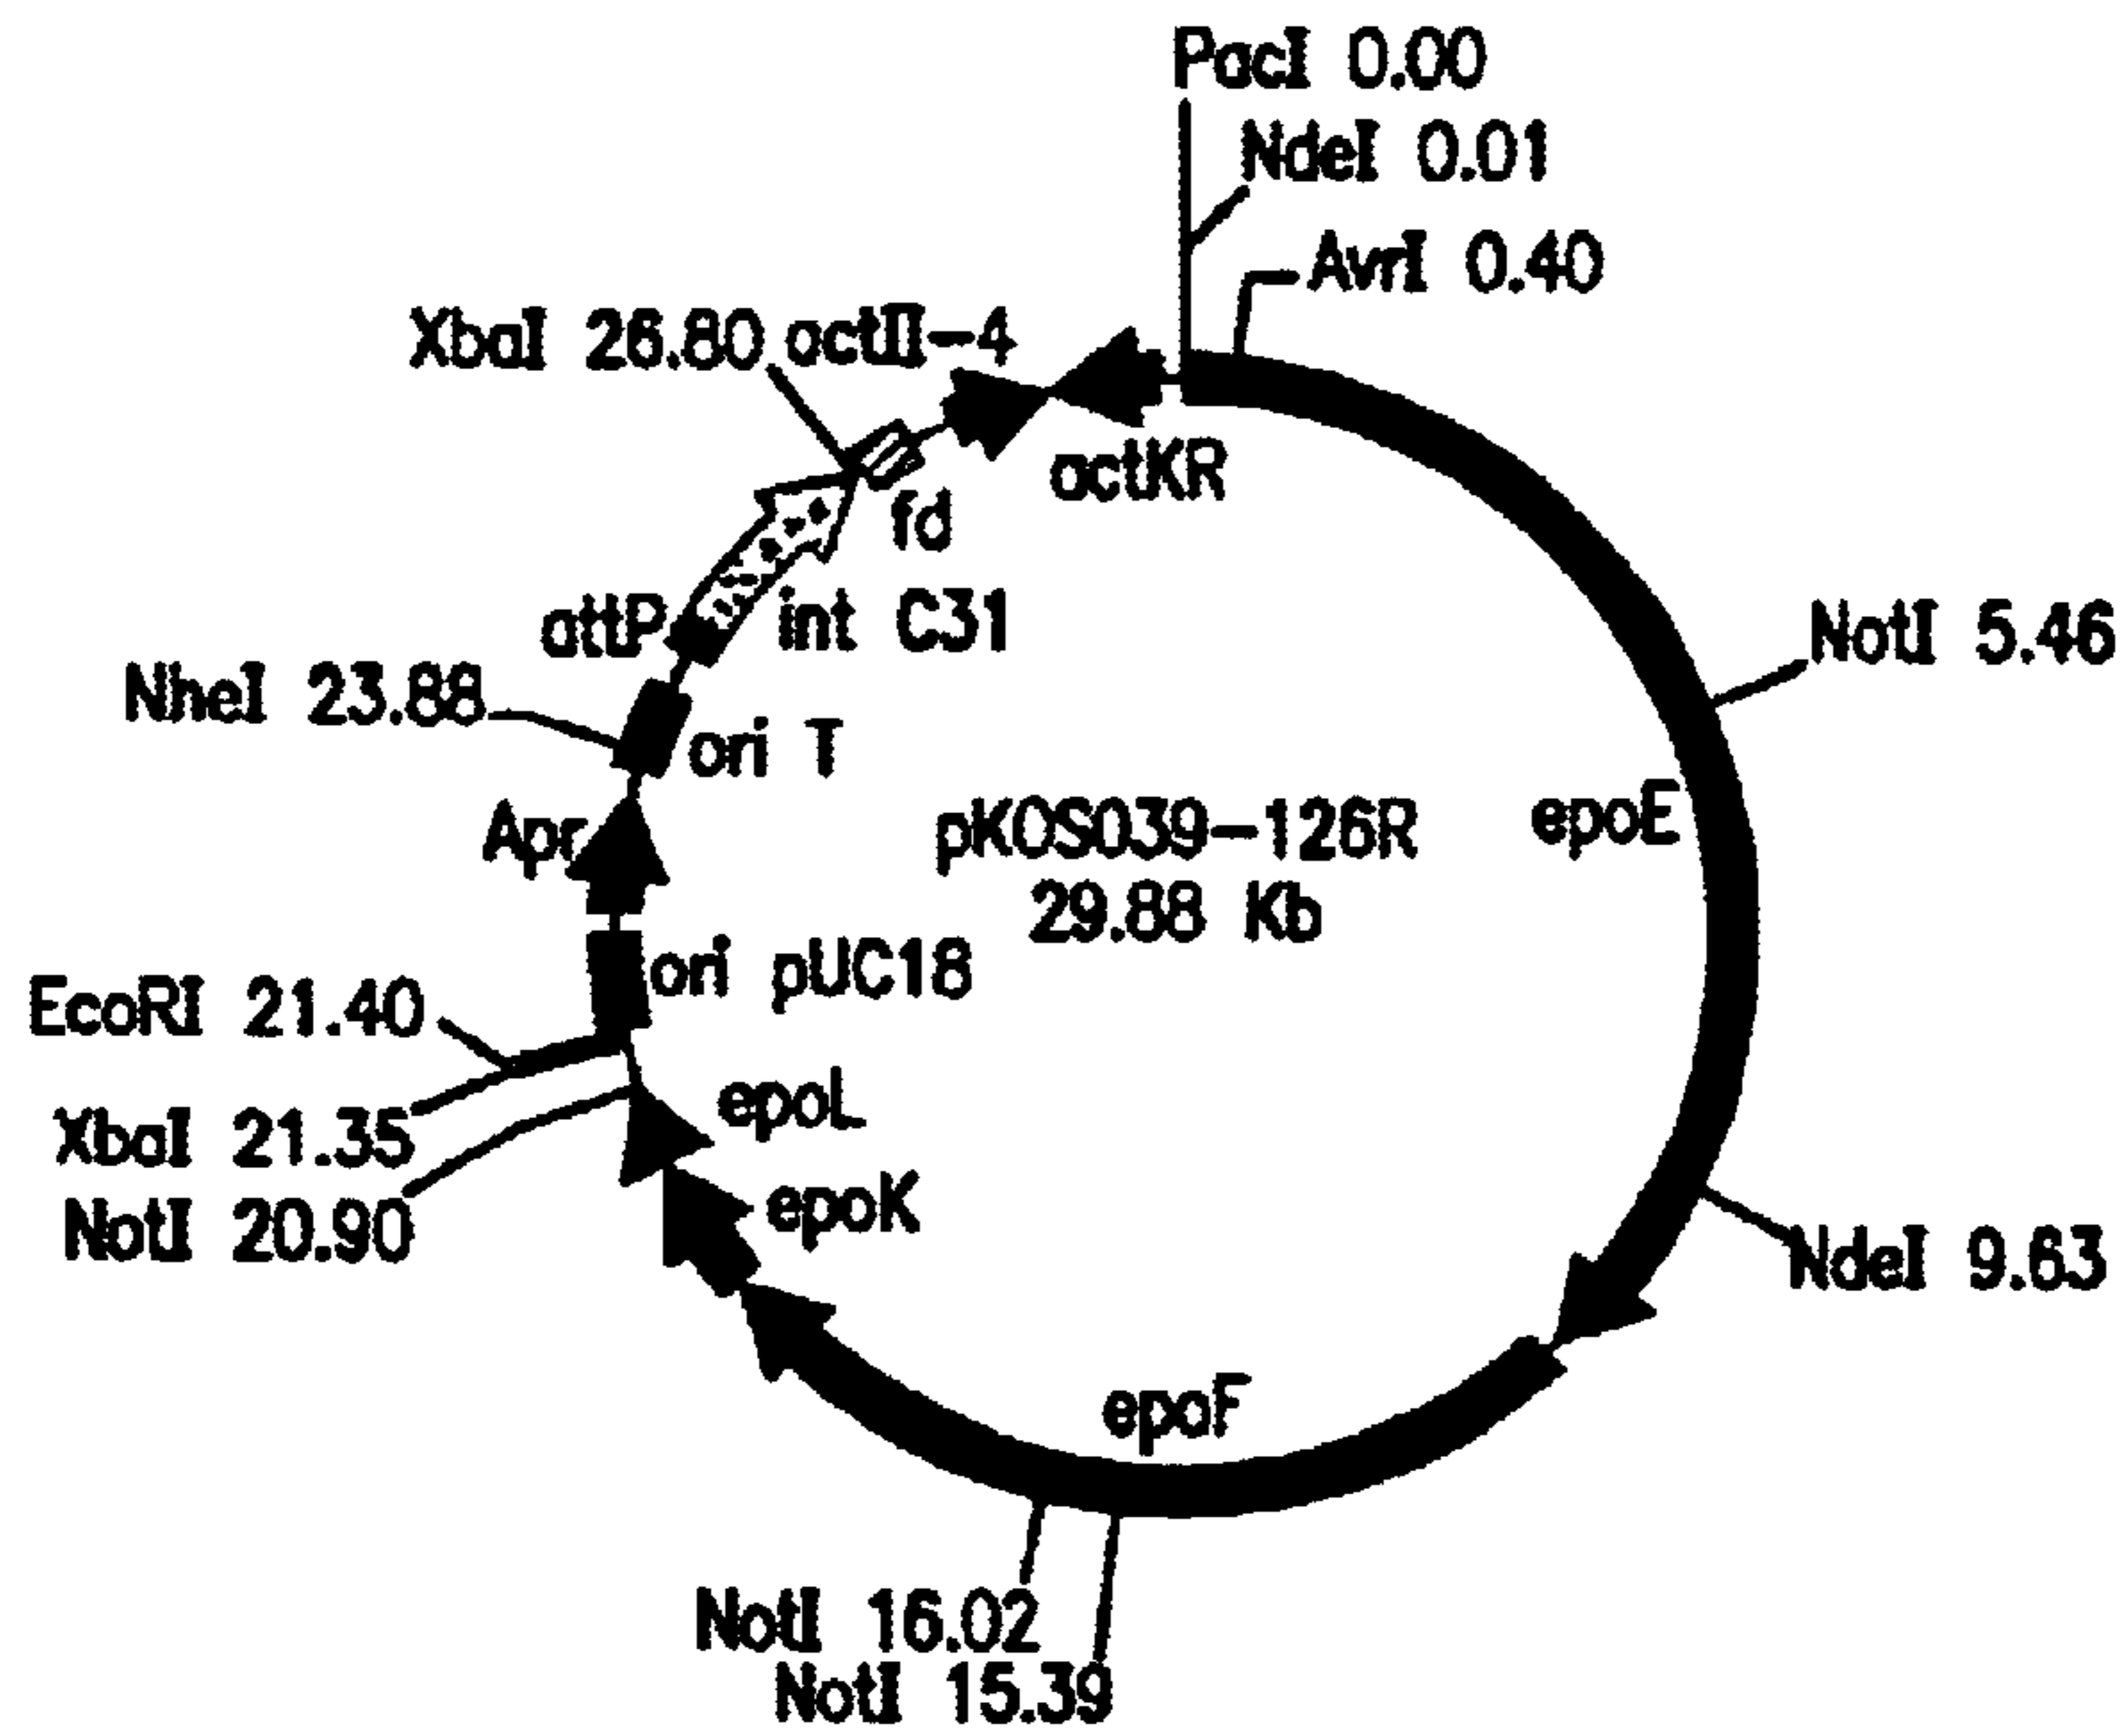 PacI 0.00
NdeI 0.01
AvrI 0.40
XbaI 26.80
actII-4
actKR
fd
attP
int C31
NotI 5.46
NheI 23.88
ori T
Apr
pKOS039-126R
29.88 Kb
epoE
ori pUC18
EcoRI 21.40
XbaI 21.35
NotI 20.90
epoL
epoK
NdeI 9.63
epoF
NotI 16.02
NotI 15.39